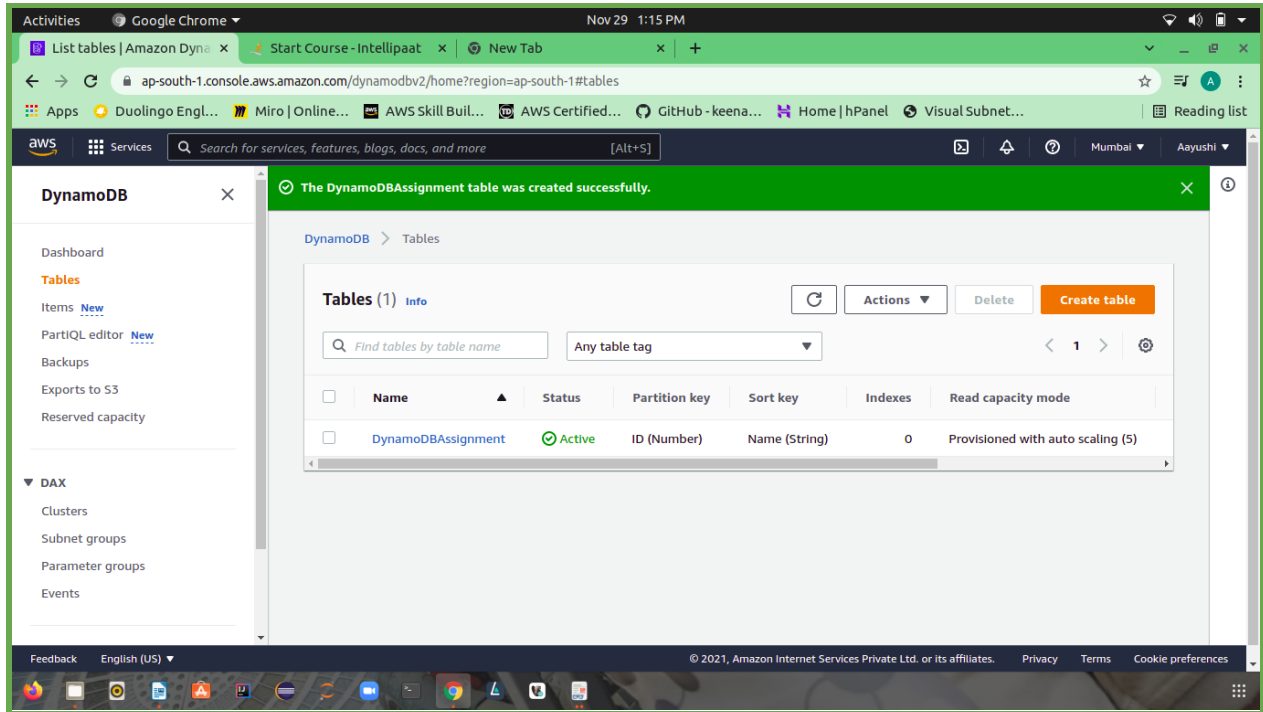 Activities Google Chrome ▾ Nov 29 1:15 PM
List tables | Amazon Dyna × Start Course - Intellipaat × New Tab × +
ap-south-1.console.aws.amazon.com/dynamodbv2/home?region=ap-south-1#tables A
Apps Duolingo Engl... Miro | Online... AWS Skill Buil... AWS Certified... GitHub - keena... Home | hPanel Visual Subnet... Reading list
aws Services Search for services, features, blogs, docs, and more [Alt+S] Mumbai ▼ Aayushi ▼
DynamoDB
The DynamoDBAssignment table was created successfully.
DynamoDB > Tables
Dashboard
Tables
Items New
PartiQL editor New
Backups
Exports to S3
Reserved capacity
▼ DAX
Clusters
Subnet groups
Parameter groups
Events
Tables (1) Info
Actions ▼ Delete Create table
Find tables by table name Any table tag ▼ < 1 >
Name ▲ Status Partition key Sort key Indexes Read capacity mode
DynamoDBAssignment Active ID (Number) Name (String) 0 Provisioned with auto scaling (5)
Feedback English (US) ▼ © 2021, Amazon Internet Services Private Ltd. or its affiliates. Privacy Terms Cookie preferences